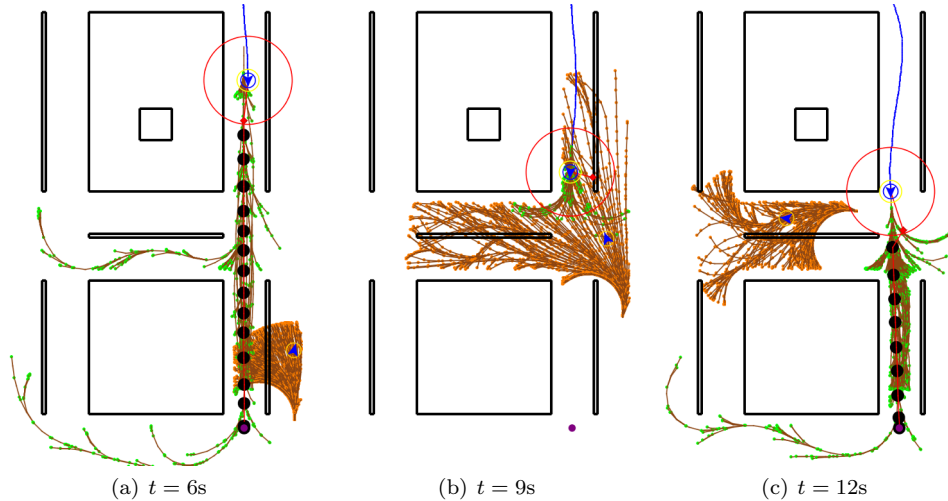 (a) t = 6s
(b) t = 9s
(c) t = 12s